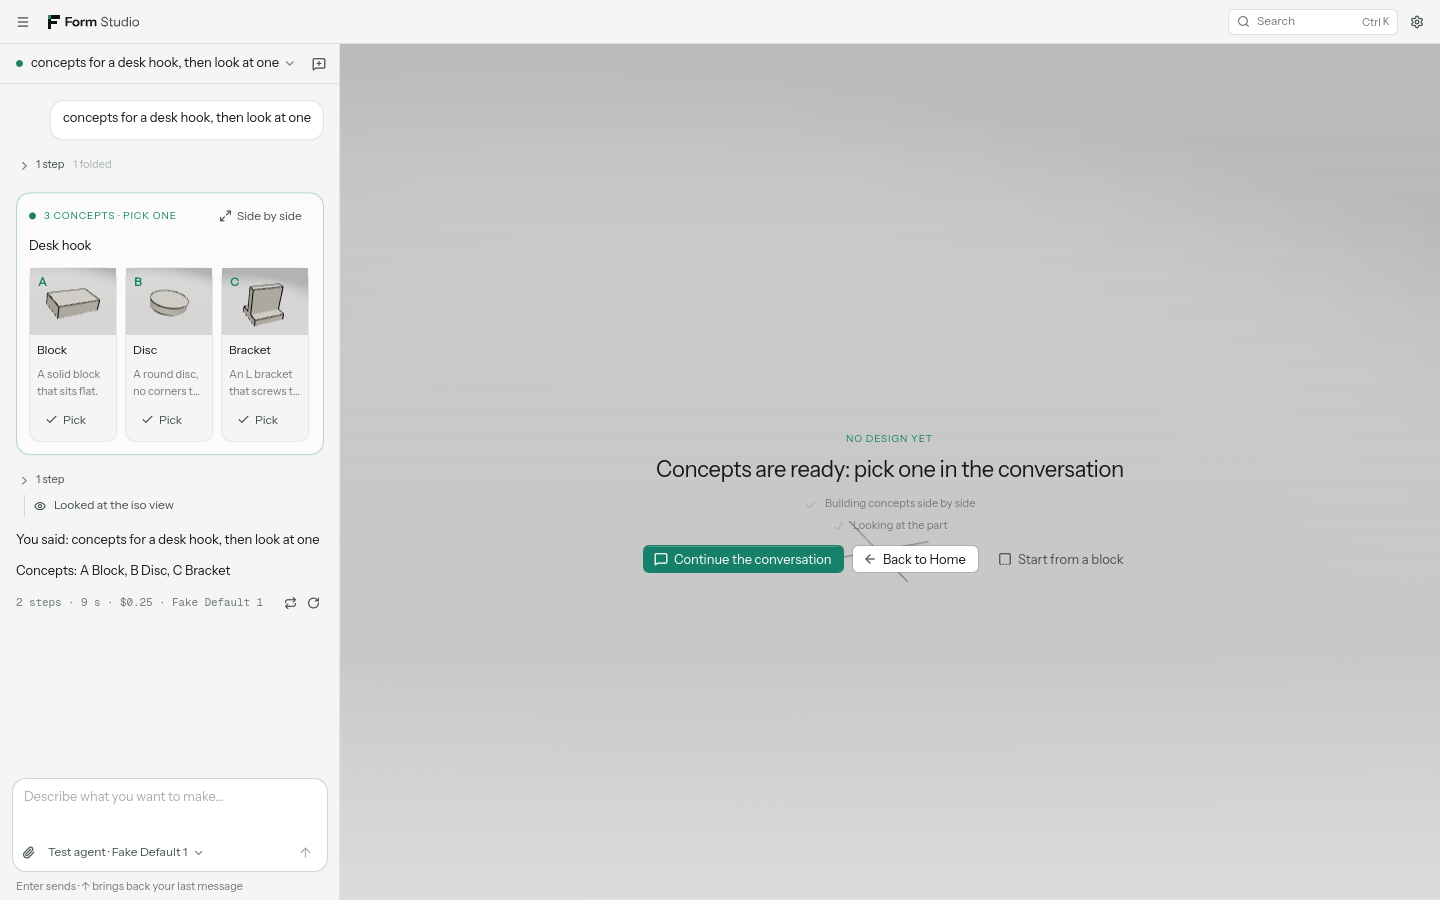 Form Studio
Search
Ctrl K
concepts for a desk hook, then look at one
concepts for a desk hook, then look at one
1 step 1 folded
3 CONCEPTS · PICK ONE
Side by side
Desk hook
A
B
C
Block
A solid block
that sits flat.
Pick
Disc
A round disc,
no corners t…
Pick
Bracket
An L bracket
that screws t…
Pick
1 step
Looked at the iso view
You said: concepts for a desk hook, then look at one
Concepts: A Block, B Disc, C Bracket
2 steps · 9 s · $0.25 · Fake Default 1
Describe what you want to make…
Test agent · Fake Default 1
Enter sends · ↑ brings back your last message
NO DESIGN YET
Concepts are ready: pick one in the conversation
Building concepts side by side
Looking at the part
Continue the conversation
Back to Home
Start from a block